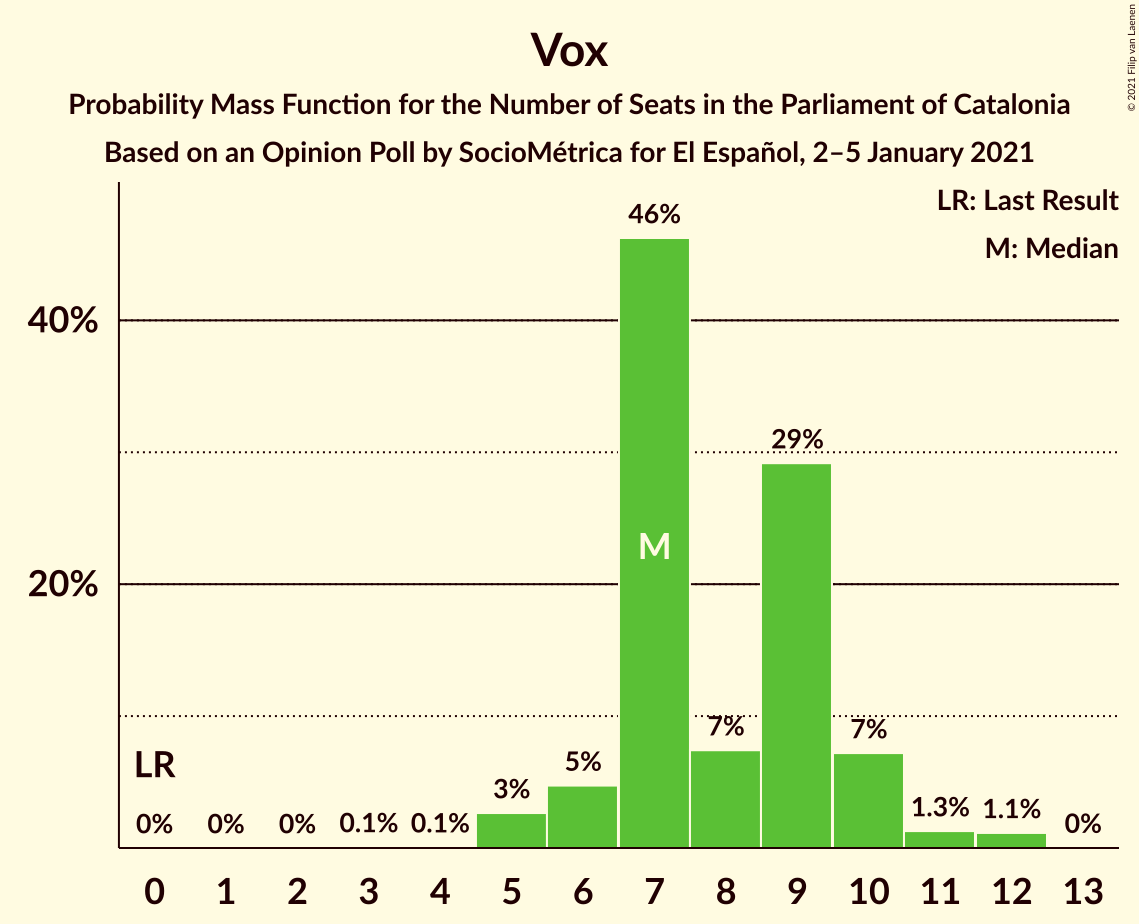 © 2021 Filip van Laenen
Vox
Probability Mass Function for the Number of Seats in the Parliament of Catalonia
Based on an Opinion Poll by SocioMétrica for El Español, 2–5 January 2021
LR: Last Result
M: Median
46%
40%
29%
M
20%
7%
7%
LR
5%
3%
1.3%
1.1%
0%
0%
0%
0.1%
0.1%
0%
0 1 2 3 4 5 6 7 8 9 10 11 12 13